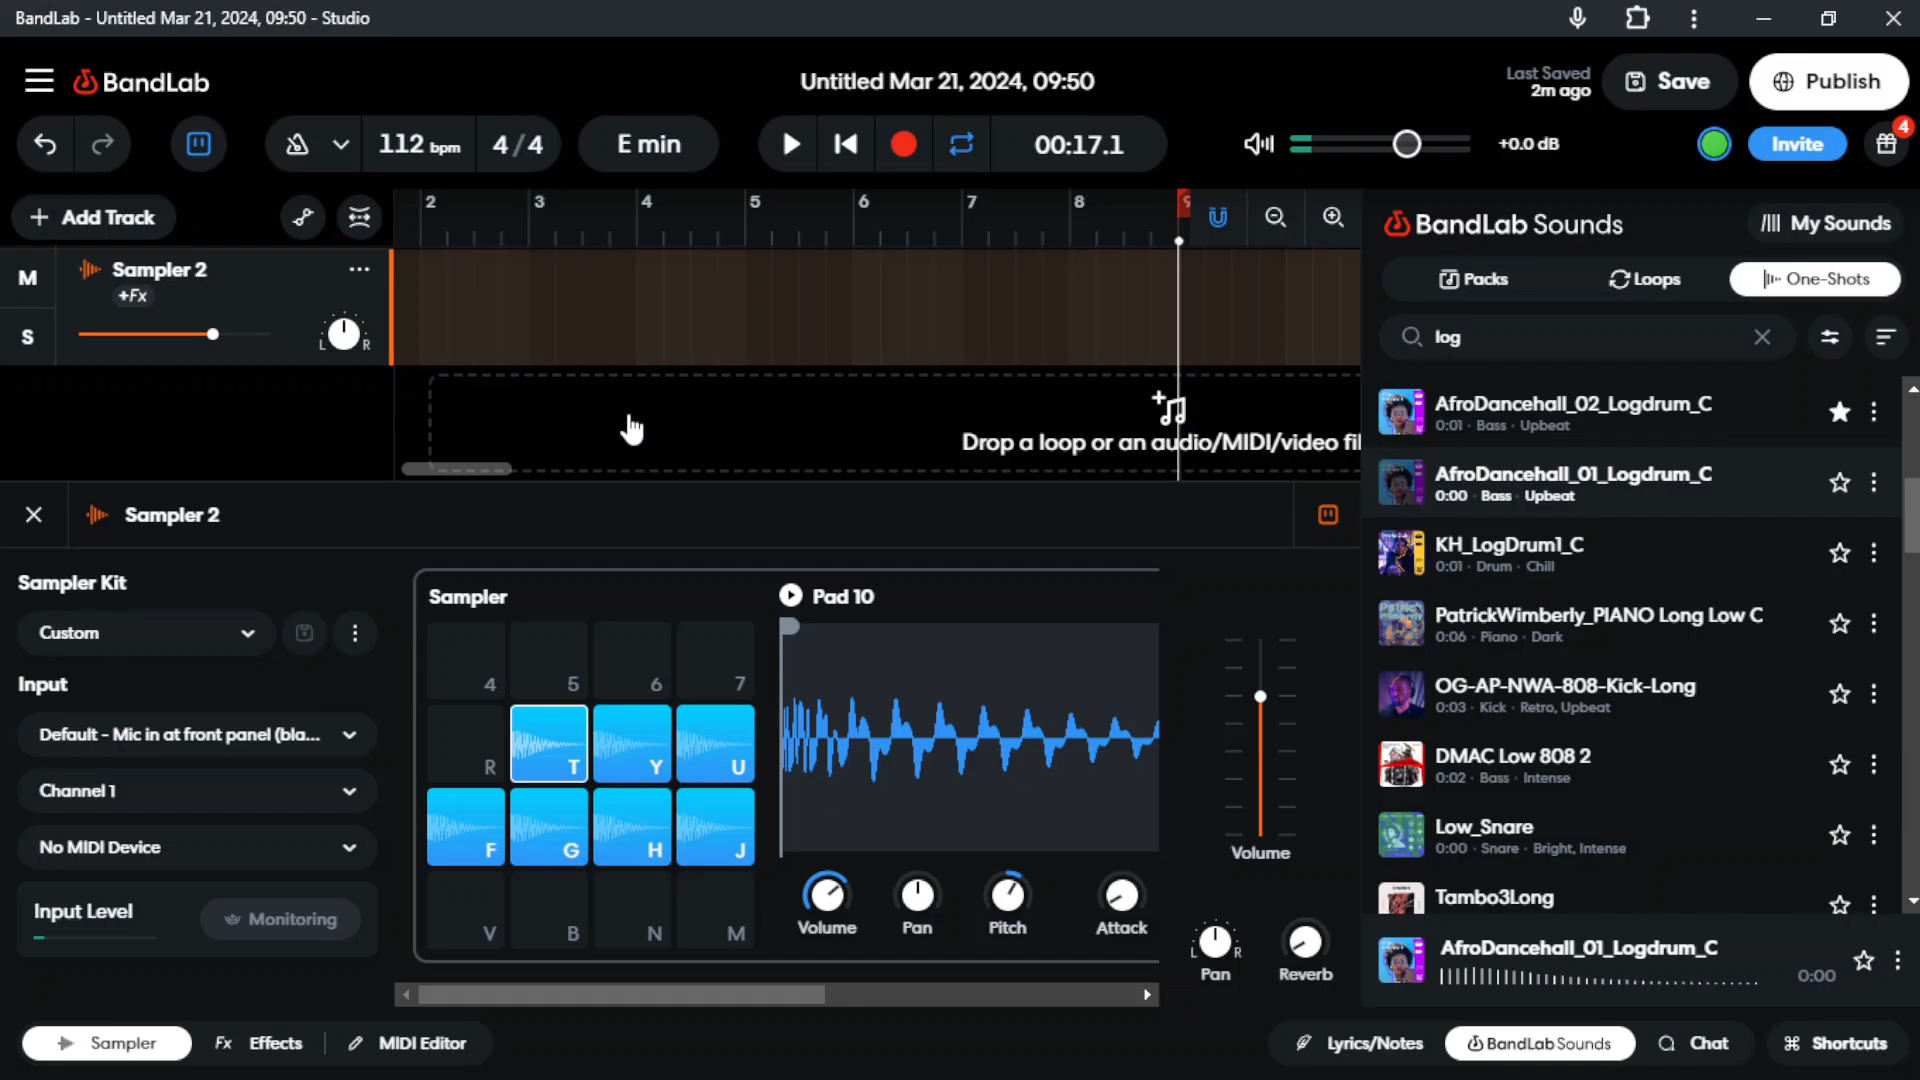 BandLab - Untitled Mar 21, 2024, 09:50 - Studio
BandLab
Untitled Mar 21, 2024, 09:50
Last Saved
2m ago
Save
Publish
112 bpm
4/4
E min
00:17.1
+0.0 dB
Invite
4
+ Add Track
2 3 4 5 6 7 8 9
BandLab Sounds
My Sounds
Packs
Loops
One-Shots
log
M
S
Sampler 2
+Fx
L R
Drop a loop or an audio/MIDI/video fil
AfroDancehall_02_Logdrum_C
0:01 · Bass · Upbeat
AfroDancehall_01_Logdrum_C
0:00 · Bass · Upbeat
KH_LogDrum1_C
0:01 · Drum · Chill
PatrickWimberly_PIANO Long Low C
0:06 · Piano · Dark
OG-AP-NWA-808-Kick-Long
0:03 · Kick · Retro, Upbeat
DMAC Low 808 2
0:02 · Bass · Intense
Low_Snare
0:00 · Snare · Bright, Intense
Tambo3Long
AfroDancehall_01_Logdrum_C
0:00
Sampler 2
Sampler Kit
Custom
Input
Default - Mic in at front panel (bla...
Channel 1
No MIDI Device
Input Level
Monitoring
Sampler
4 5 6 7
R T Y U
F G H J
V B N M
Pad 10
Volume
Pan
Pitch
Attack
Volume
L R
Pan
Reverb
Sampler
Fx Effects
MIDI Editor
Lyrics/Notes
BandLab Sounds
Chat
Shortcuts